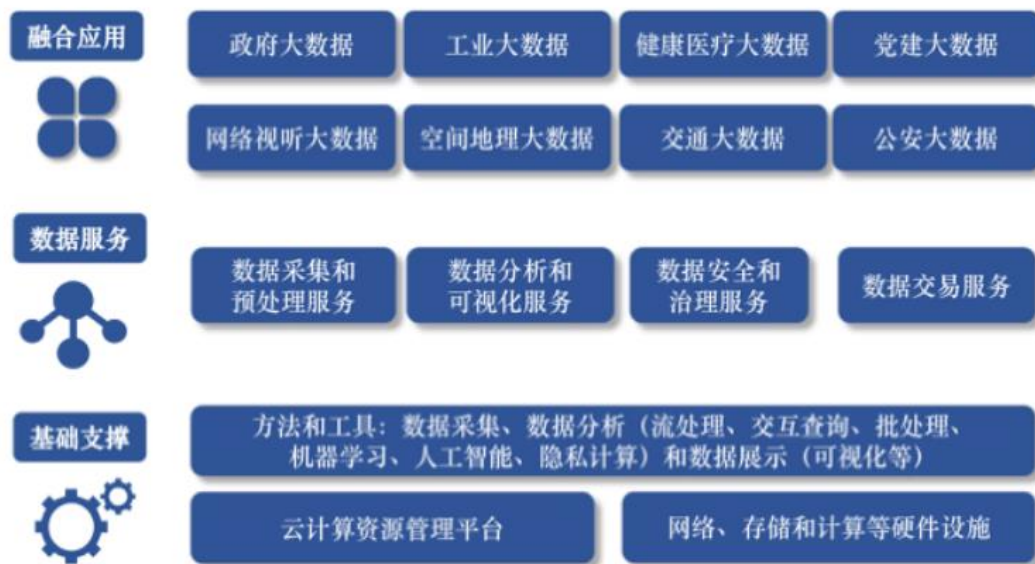 融合应用
政府大数据
工业大数据
健康医疗大数据
党建大数据
网络视听大数据
空间地理大数据
交通大数据
公安大数据
数据服务
数据采集和
预处理服务
数据分析和
可视化服务
数据安全和
治理服务
数据交易服务
基础支撑
方法和工具：数据采集、数据分析（流处理、交互查询、批处理、
机器学习、人工智能、隐私计算）和数据展示（可视化等）
云计算资源管理平台
网络、存储和计算等硬件设施